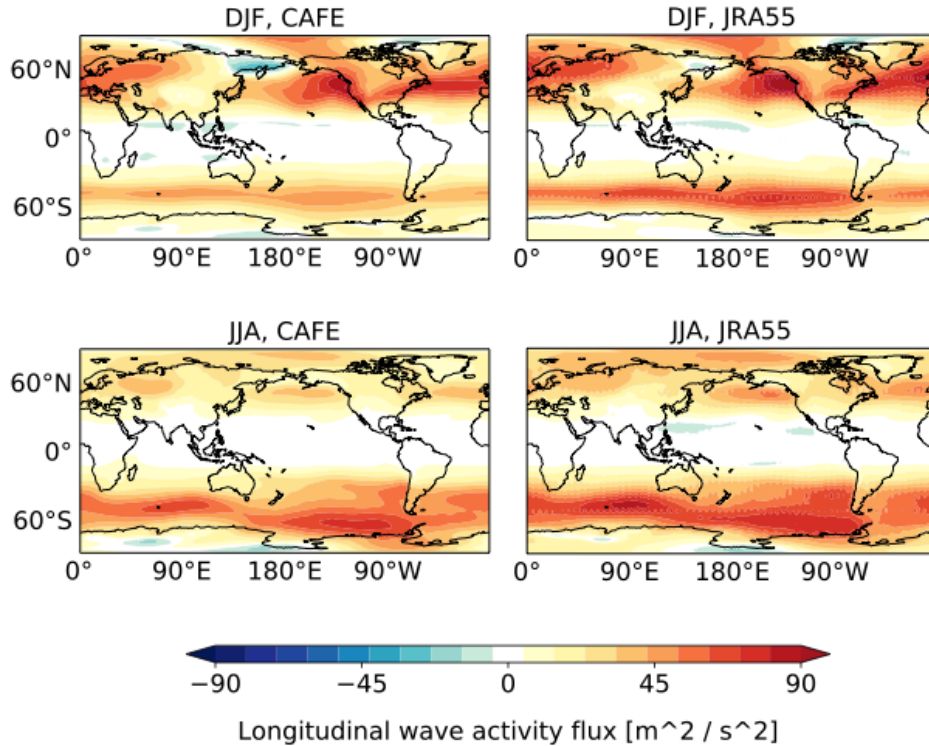 DJF, CAFE
DJF, JRA55
60°N
0°
60°S
0° 90°E 180°E 90°W
0° 90°E 180°E 90°W
JJA, CAFE
JJA, JRA55
60°N
0°
60°S
0° 90°E 180°E 90°W
0° 90°E 180°E 90°W
−90 −45 0 45 90
Longitudinal wave activity flux [m^2 / s^2]